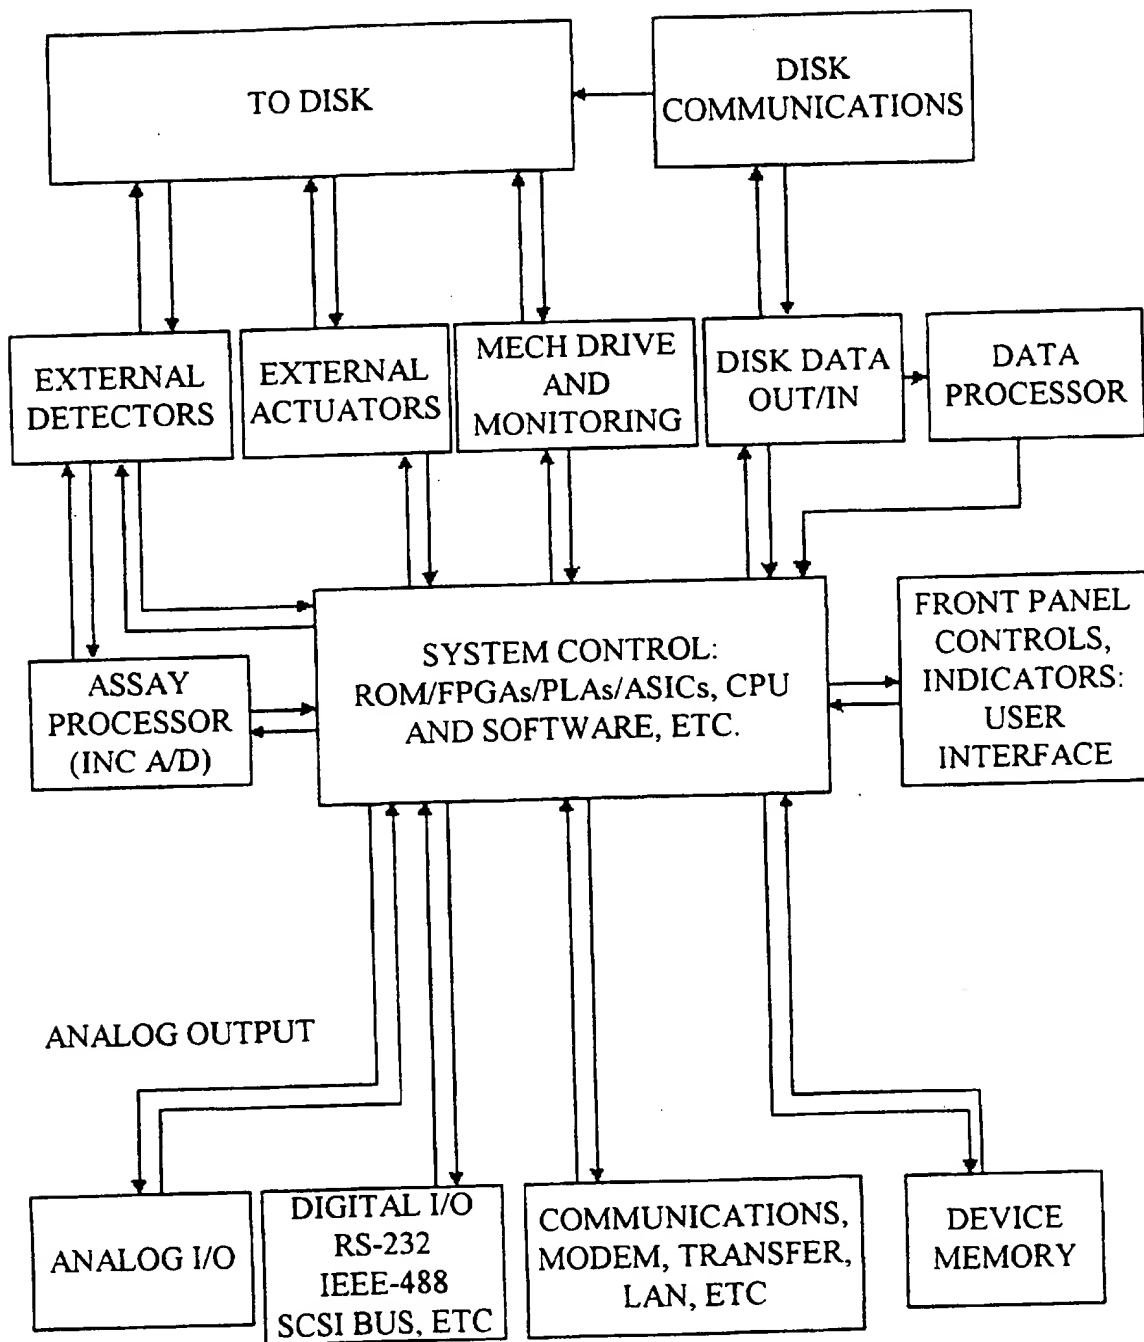 TO DISK
DISK
COMMUNICATIONS
EXTERNAL
DETECTORS
EXTERNAL
ACTUATORS
MECH DRIVE
AND
MONITORING
DISK DATA
OUT/IN
DATA
PROCESSOR
ASSAY
PROCESSOR
(INC A/D)
SYSTEM CONTROL:
ROM/FPGAs/PLAs/ASICs, CPU
AND SOFTWARE, ETC.
FRONT PANEL
CONTROLS,
INDICATORS:
USER
INTERFACE
ANALOG OUTPUT
ANALOG I/O
DIGITAL I/O
RS-232
IEEE-488
SCSI BUS, ETC
COMMUNICATIONS,
MODEM, TRANSFER,
LAN, ETC
DEVICE
MEMORY